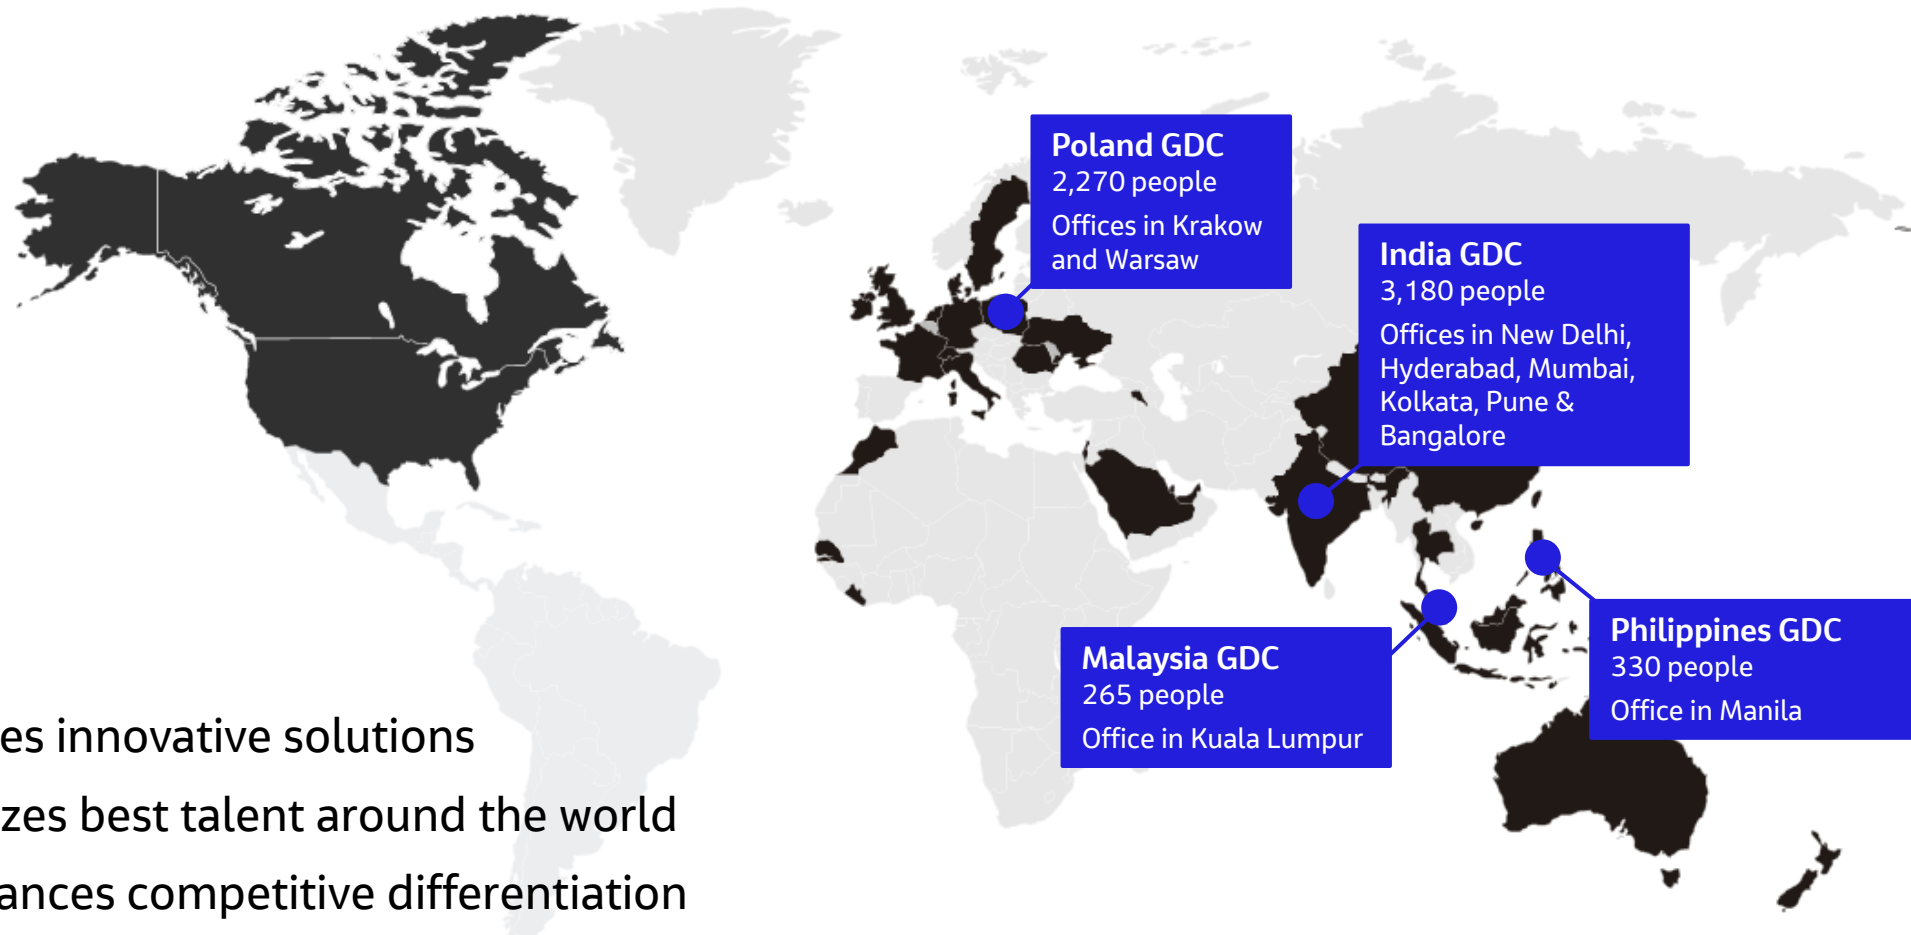 Poland GDC
2,270 people
Offices in Krakow
and Warsaw
India GDC
3,180 people
Offices in New Delhi,
Hyderabad, Mumbai,
Kolkata, Pune &
Bangalore
Malaysia GDC
265 people
Office in Kuala Lumpur
Philippines GDC
330 people
Office in Manila
es innovative solutions
zes best talent around the world
ances competitive differentiation